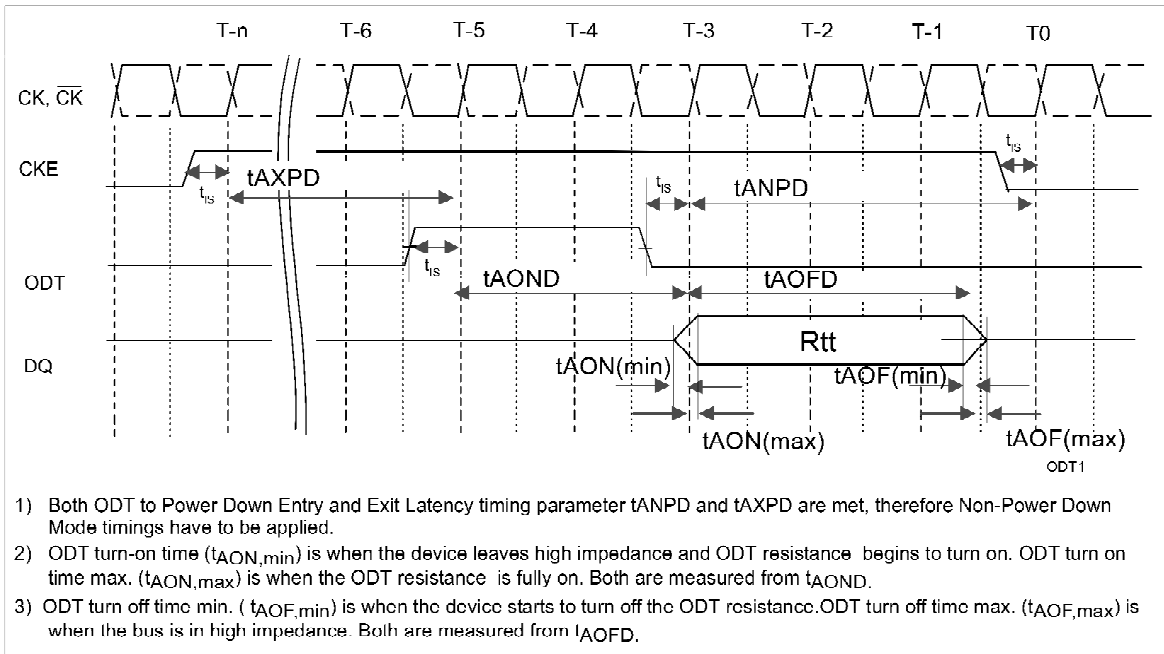 T-n T-6 T-5 T-4 T-3 T-2 T-1 T0
CK, CK
CKE
tIS
tIS tAXPD tIS tANPD
tIS
ODT tAOND tAOFD
Rtt
DQ
tAON(min) tAOF(min)
tAON(max) tAOF(max)
ODT1
1) Both ODT to Power Down Entry and Exit Latency timing parameter tANPD and tAXPD are met, therefore Non-Power Down
Mode timings have to be applied.
2) ODT turn-on time (tAON,min) is when the device leaves high impedance and ODT resistance begins to turn on. ODT turn on
time max. (tAON,max) is when the ODT resistance is fully on. Both are measured from tAOND.
3) ODT turn off time min. ( tAOF,min) is when the device starts to turn off the ODT resistance.ODT turn off time max. (tAOF,max) is
when the bus is in high impedance. Both are measured from tAOFD.